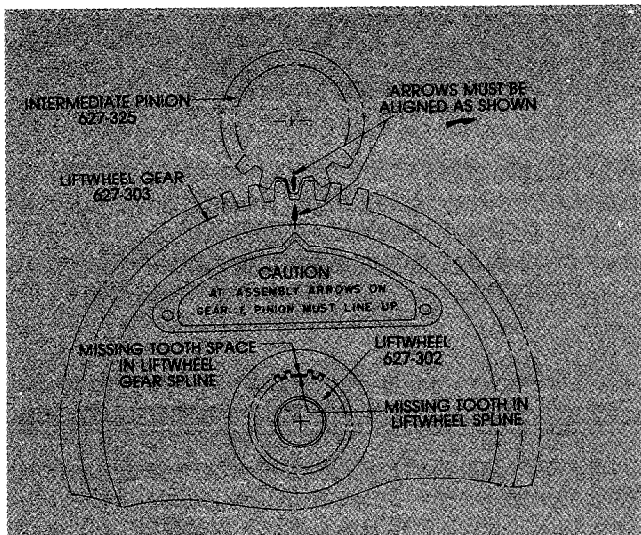 INTERMEDIATE PINION
627-325
ARROWS MUST BE
ALIGNED AS SHOWN
LIFTWHEEL GEAR
627-303
CAUTION
AT ASSEMBLY ARROWS ON
GEAR & PINION MUST LINE UP
MISSING TOOTH SPACE
IN LIFTWHEEL
GEAR SPLINE
LIFTWHEEL
627-302
MISSING TOOTH IN
LIFTWHEEL SPLINE